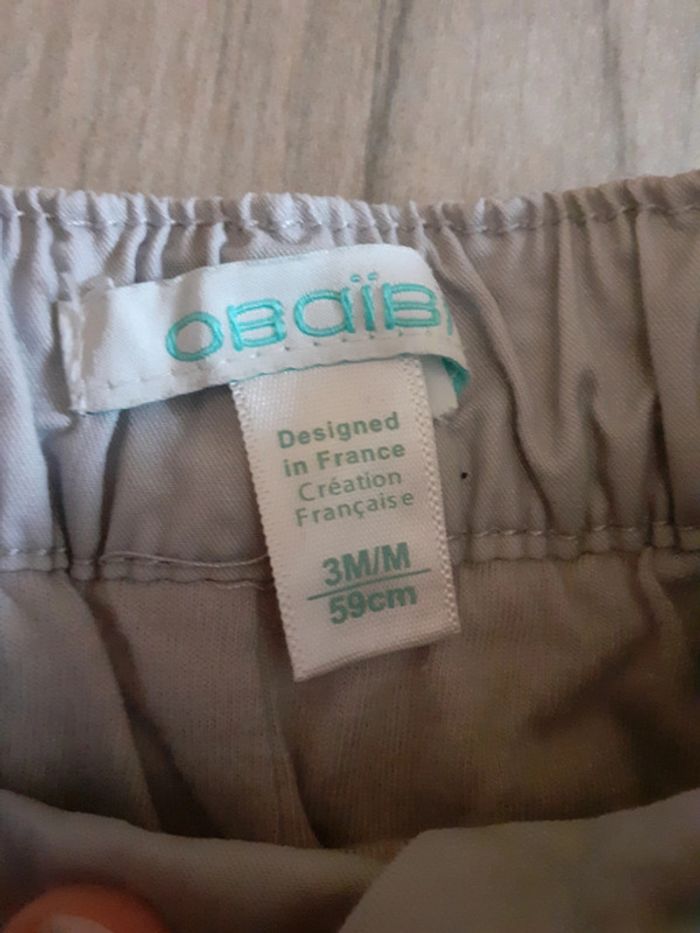 OBAÏBI
Designed
in France
Création
Française
3M/M
59cm